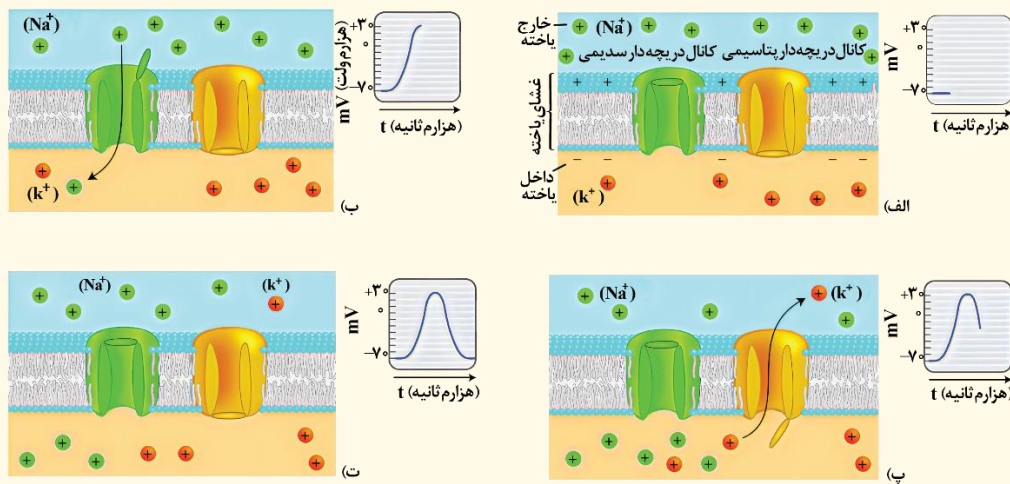 خارج
یاخته
(Na⁺)
کانال دریچه‌دار سدیمی
کانال دریچه‌دار پتاسیمی
+ + + + +
غشای یاخته
− − − − −
داخل
یاخته
(k⁺)
mV
+۳۰
۰
−۷۰
t (هزارم ثانیه)
الف)
(Na⁺)
(k⁺)
mV (هزارم ولت)
+۳۰
۰
−۷۰
t (هزارم ثانیه)
ب)
(Na⁺)
(k⁺)
mV
+۳۰
۰
−۷۰
t (هزارم ثانیه)
پ)
(Na⁺)
(k⁺)
mV
+۳۰
۰
−۷۰
t (هزارم ثانیه)
ت)